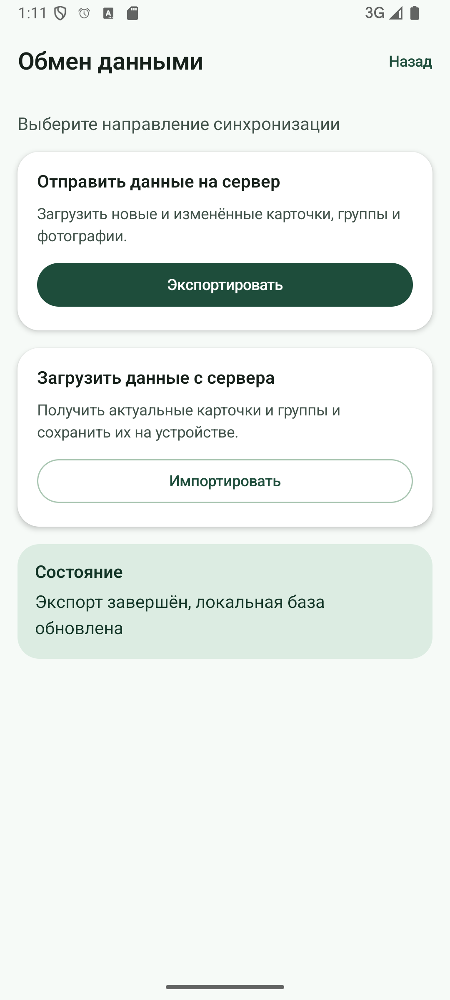 1:11
3G
Обмен данными
Назад
Выберите направление синхронизации
Отправить данные на сервер
Загрузить новые и изменённые карточки, группы и
фотографии.
Экспортировать
Загрузить данные с сервера
Получить актуальные карточки и группы и
сохранить их на устройстве.
Импортировать
Состояние
Экспорт завершён, локальная база
обновлена